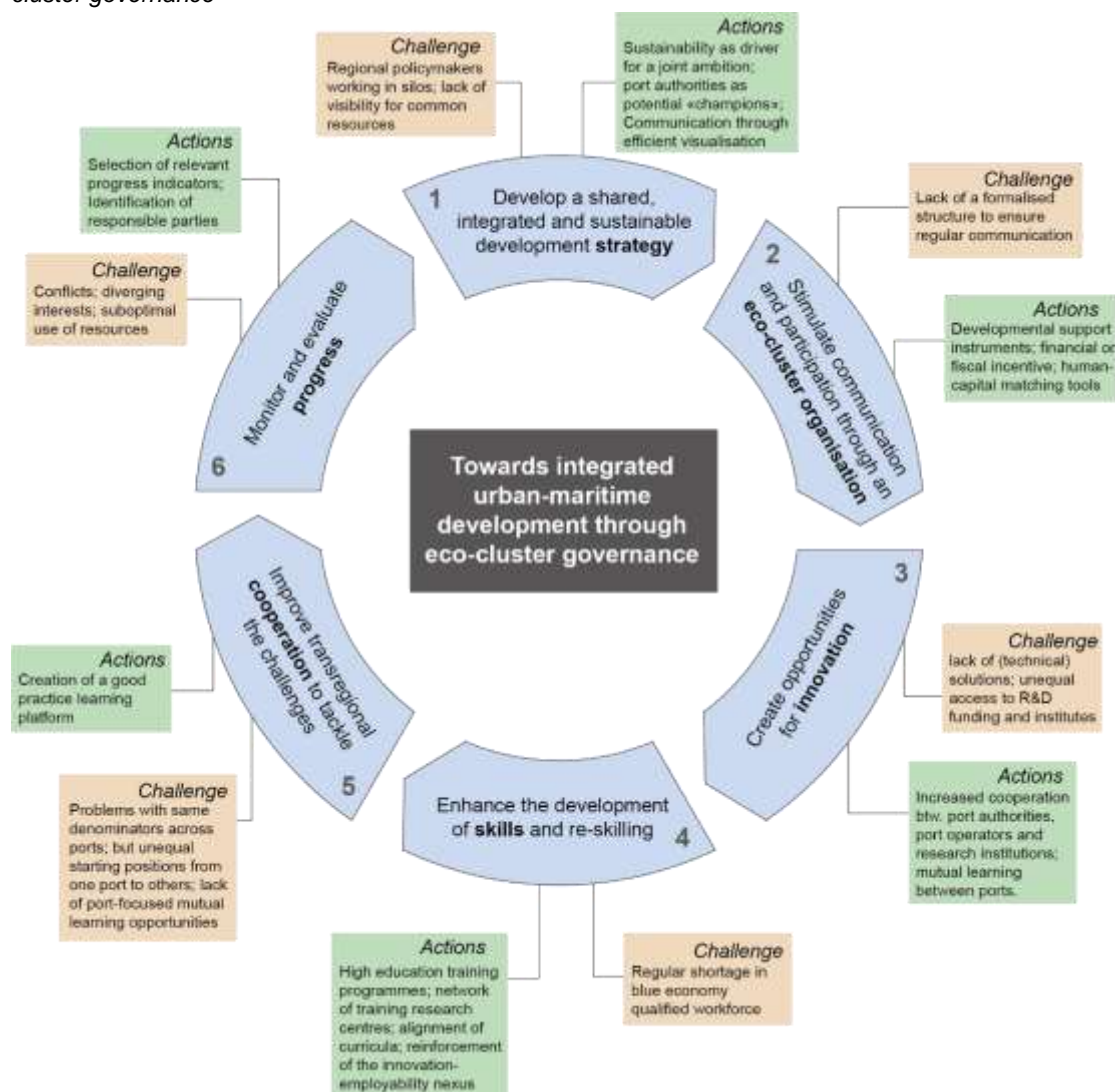 cluster governance
Challenge
Regional policymakers
working in silos; lack of
visibility for common
resources
Actions
Sustainability as driver
for a joint ambition;
port authorities as
potential «champions»;
Communication through
efficient visualisation
1
Develop a shared,
integrated and sustainable
development strategy
Challenge
Lack of a formalised
structure to ensure
regular communication
Actions
Developmental support
instruments; financial or
fiscal incentive; human-
capital matching tools
2
Stimulate communication
and participation through an
eco-cluster organisation
3
Create opportunities
for innovation
Challenge
lack of (technical)
solutions; unequal
access to R&D
funding and institutes
Actions
Increased cooperation
btw. port authorities,
port operators and
research institutions;
mutual learning
between ports.
Enhance the development
of skills and re-skilling
4
Challenge
Regular shortage in
blue economy
qualified workforce
Actions
High education training
programmes; network
of training research
centres; alignment of
curricula; reinforcement
of the innovation-
employability nexus
Improve transregional
cooperation to tackle
the challenges
5
Challenge
Problems with same
denominators across
ports; but unequal
starting positions from
one port to others; lack
of port-focused mutual
learning opportunities
Actions
Creation of a good
practice learning
platform
Monitor and evaluate
progress
6
Challenge
Conflicts; diverging
interests; suboptimal
use of resources
Actions
Selection of relevant
progress indicators;
Identification of
responsible parties
Towards integrated
urban-maritime
development through
eco-cluster governance